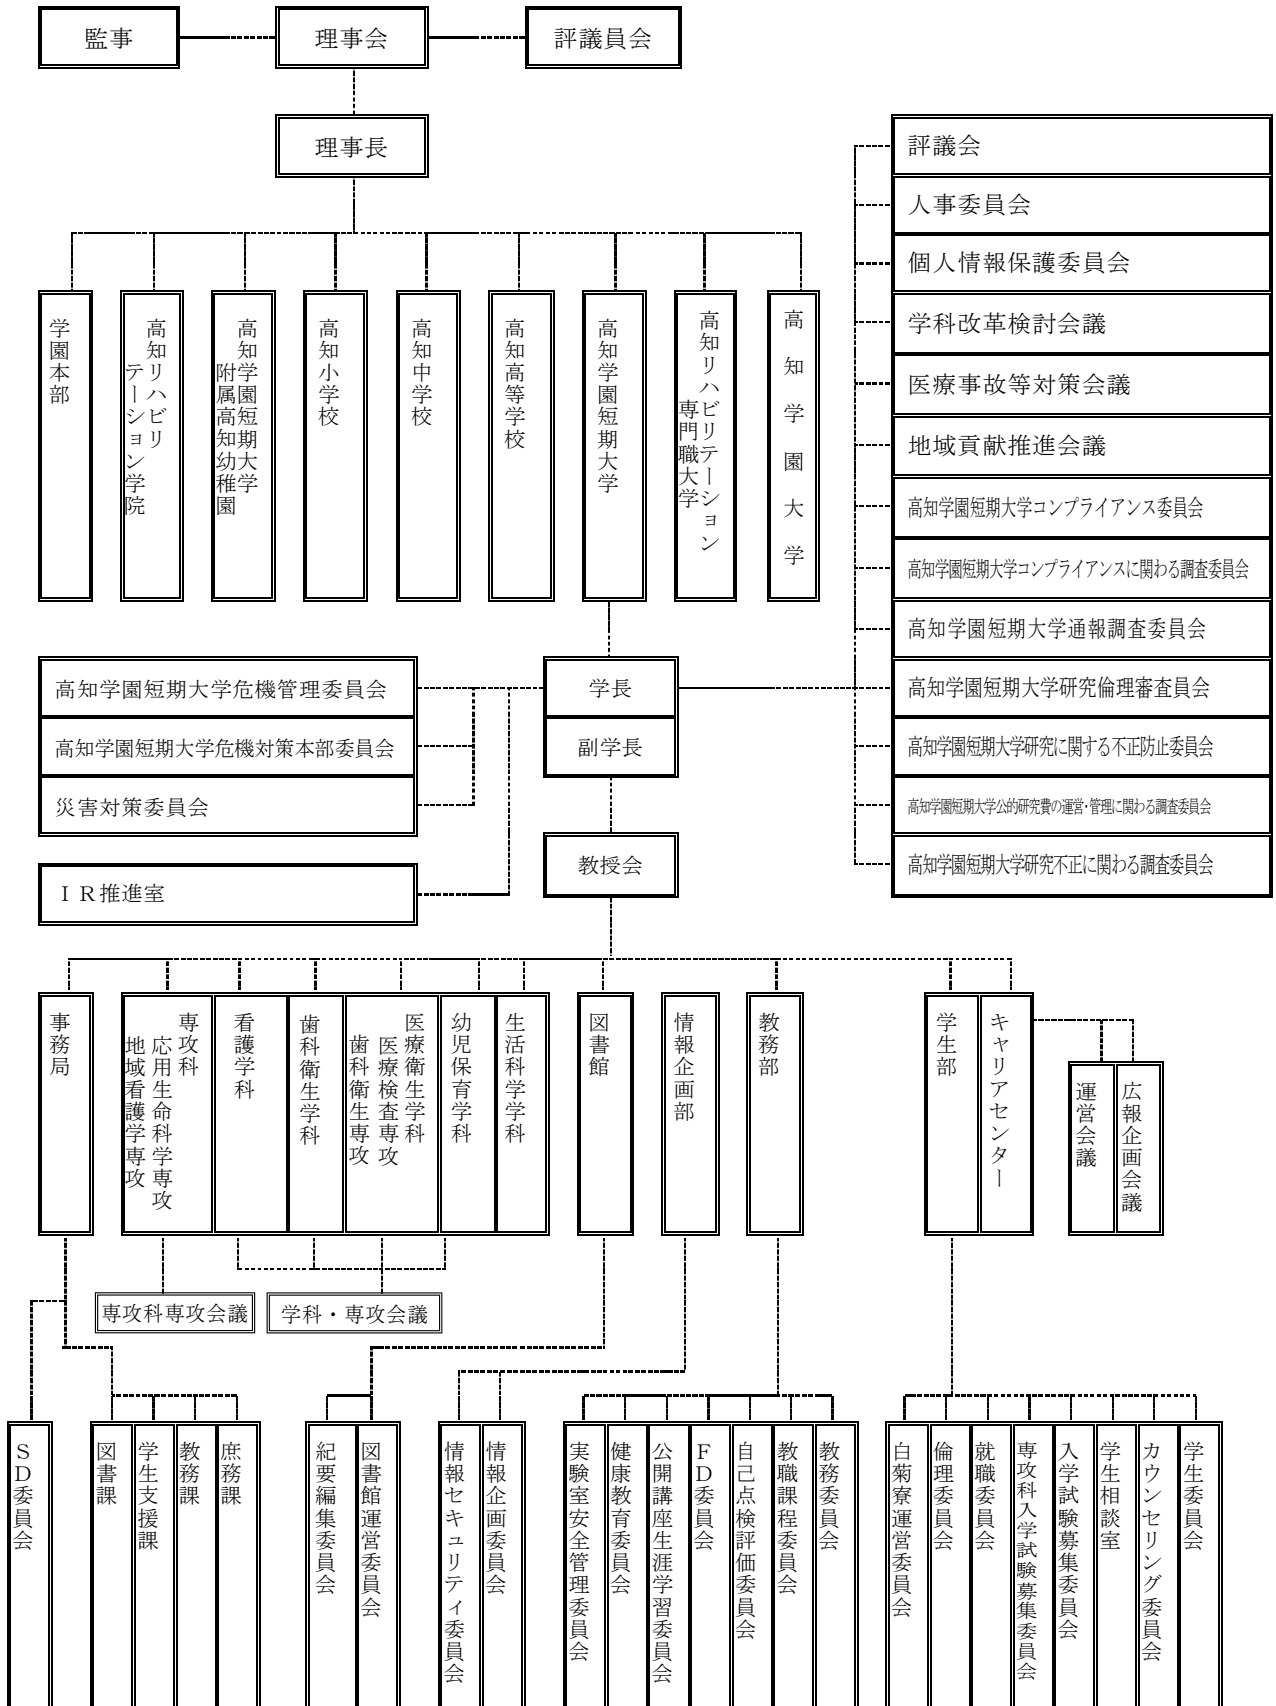 監事
理事会
評議員会
理事長
学園本部
高知リハビリ
テーション学院
高知学園短期大学
附属高知幼稚園
高知小学校
高知中学校
高知高等学校
高知学園短期大学
高知リハビリテーション
専門職大学
高知学園大学
評議会
人事委員会
個人情報保護委員会
学科改革検討会議
医療事故等対策会議
地域貢献推進会議
高知学園短期大学コンプライアンス委員会
高知学園短期大学コンプライアンスに関わる調査委員会
高知学園短期大学通報調査委員会
高知学園短期大学研究倫理審査員会
高知学園短期大学研究に関する不正防止委員会
高知学園短期大学公的研究費の運営・管理に関わる調査委員会
高知学園短期大学研究不正に関わる調査委員会
高知学園短期大学危機管理委員会
高知学園短期大学危機対策本部委員会
災害対策委員会
ＩＲ推進室
学長
副学長
教授会
事務局
専攻科
応用生命科学専攻
地域看護学専攻
看護学科
歯科衛生学科
医療衛生学科
医療検査専攻
歯科衛生専攻
幼児保育学科
生活科学学科
図書館
情報企画部
教務部
学生部
キャリアセンター
運営会議
広報企画会議
専攻科専攻会議
学科・専攻会議
ＳＤ委員会
図書課
学生支援課
教務課
庶務課
紀要編集委員会
図書館運営委員会
情報セキュリティ委員会
情報企画委員会
実験室安全管理委員会
健康教育委員会
公開講座生涯学習委員会
ＦＤ委員会
自己点検評価委員会
教職課程委員会
教務委員会
白菊寮運営委員会
倫理委員会
就職委員会
専攻科入学試験募集委員会
入学試験募集委員会
学生相談室
カウンセリング委員会
学生委員会